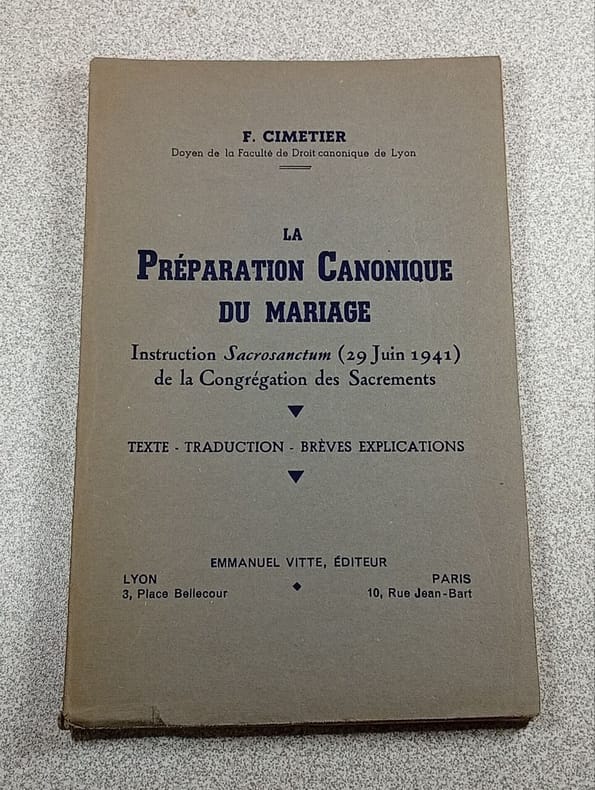 F. CIMETIER
Doyen de la Faculté de Droit canonique de Lyon
LA
PRÉPARATION CANONIQUE
DU MARIAGE
Instruction Sacrosanctum (29 Juin 1941)
de la Congrégation des Sacrements
TEXTE - TRADUCTION - BRÈVES EXPLICATIONS
EMMANUEL VITTE, ÉDITEUR
LYON
3, Place Bellecour
PARIS
10, Rue Jean-Bart